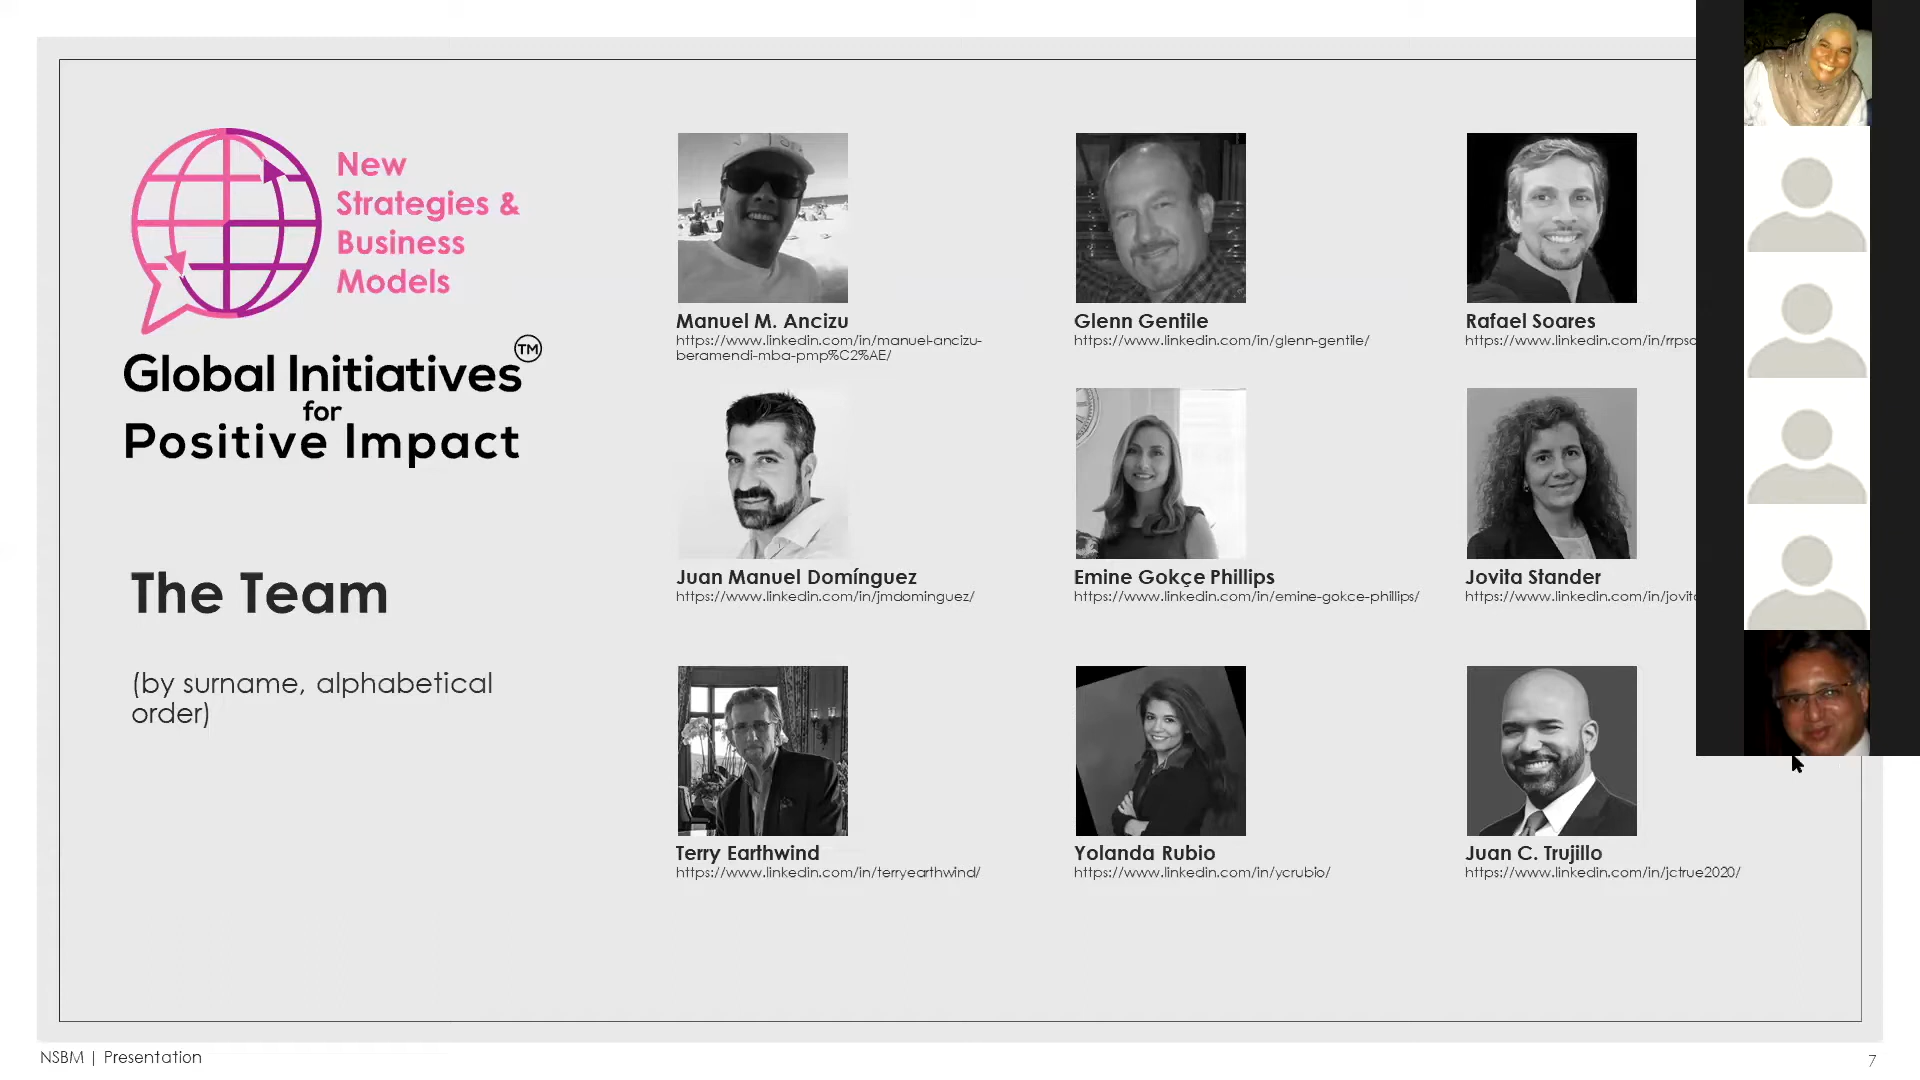 New
Strategies &
Business
Models
TM
Global Initiatives
for
Positive Impact
The Team
(by surname, alphabetical
order)
Manuel M. Ancizu
https://www.linkedin.com/in/manuel-ancizu-
beramendi-mba-pmp%C2%AE/
Glenn Gentile
https://www.linkedin.com/in/glenn-gentile/
Rafael Soares
https://www.linkedin.com/in/rrpso
Juan Manuel Domínguez
https://www.linkedin.com/in/jmdominguez/
Emine Gokçe Phillips
https://www.linkedin.com/in/emine-gokce-phillips/
Jovita Stander
https://www.linkedin.com/in/jovita
Terry Earthwind
https://www.linkedin.com/in/terryearthwind/
Yolanda Rubio
https://www.linkedin.com/in/ycrubio/
Juan C. Trujillo
https://www.linkedin.com/in/jctrue2020/
NSBM | Presentation
7